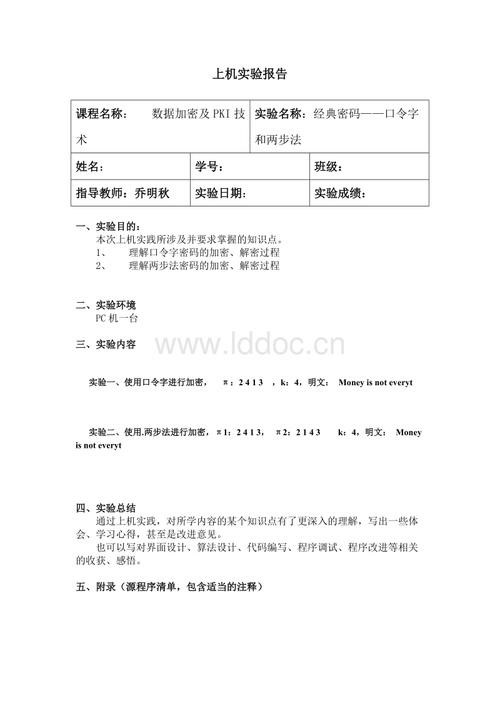 上机实验报告
课程名称: 数据加密及PKI技 实验名称: 经典密码——口令字
术 和两步法
姓名: 学号: 班级:
指导教师: 乔明秋 实验日期: 实验成绩:
一、实验目的:
本次上机实践所涉及并要求掌握的知识点。
1、 理解口令字密码的加密、解密过程
2、 理解两步法密码的加密、解密过程
二、实验环境
PC机一台
www.lddoc.cn
三、实验内容
实验一、使用口令字进行加密, π: 2 4 1 3 , k: 4, 明文: Money is not everyt
实验二、使用.两步法进行加密, π1: 2 4 1 3, π2: 2 1 4 3 k: 4, 明文: Money
is not everyt
四、实验总结
通过上机实践，对所学内容的某个知识点有了更深入的理解，写出一些体
会、学习心得，甚至是改进意见。
也可以写对界面设计、算法设计、代码编写、程序调试、程序改进等相关
的收获、感悟。
五、附录（源程序清单，包含适当的注释）